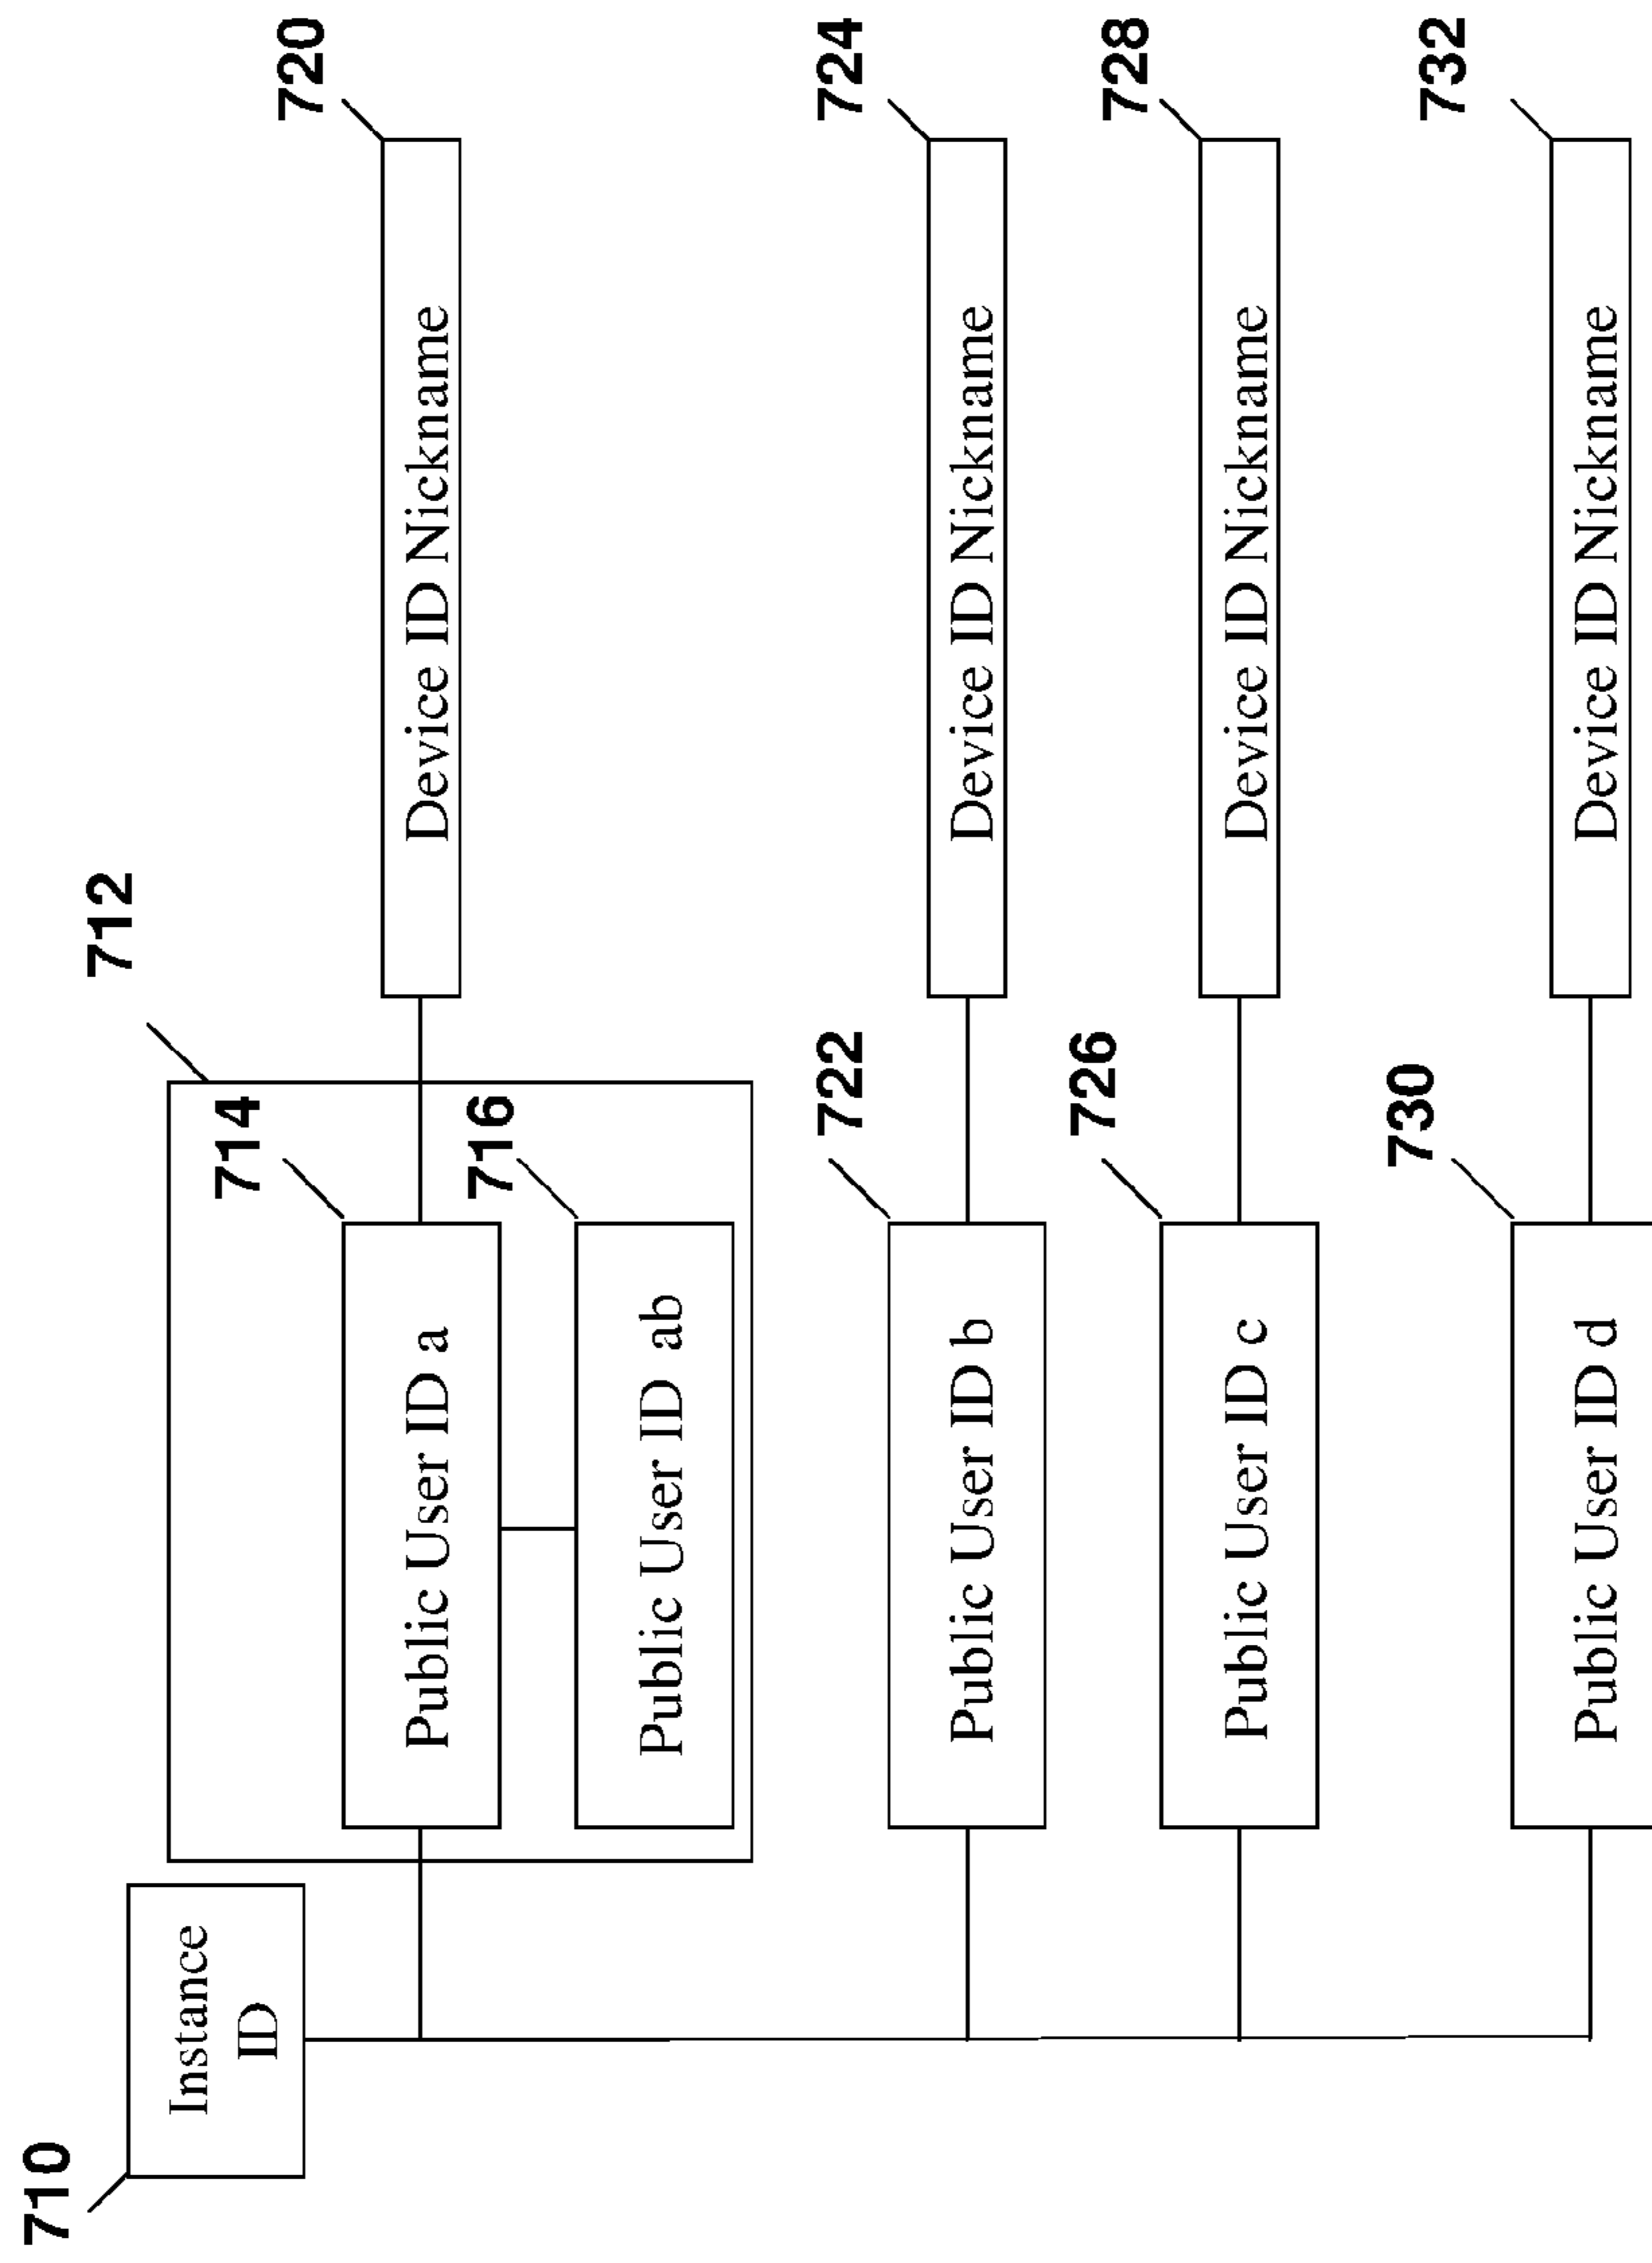 710
Instance
ID
712
714
Public User ID a
720
Device ID Nickname
716
Public User ID ab
722
Public User ID b
724
Device ID Nickname
726
Public User ID c
728
Device ID Nickname
730
Public User ID d
732
Device ID Nickname